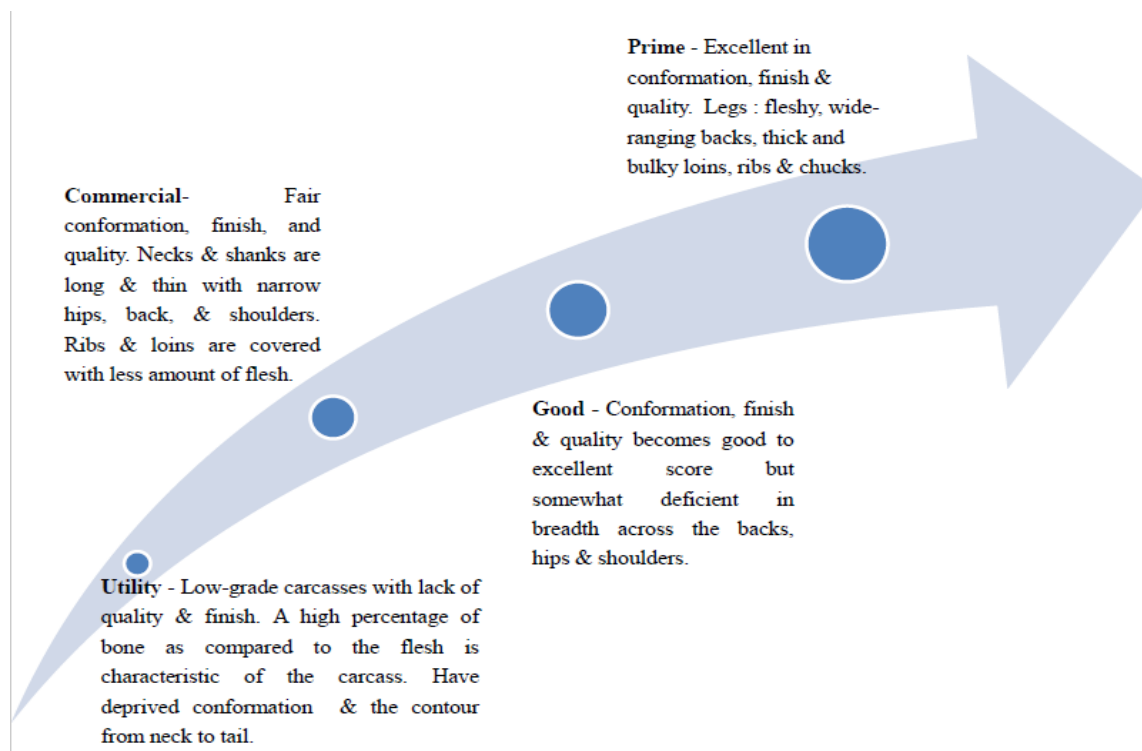 Prime - Excellent in
conformation, finish &
quality. Legs : fleshy, wide-
ranging backs, thick and
bulky loins, ribs & chucks.
Commercial- Fair
conformation, finish, and
quality. Necks & shanks are
long & thin with narrow
hips, back, & shoulders.
Ribs & loins are covered
with less amount of flesh.
Good - Conformation, finish
& quality becomes good to
excellent score but
somewhat deficient in
breadth across the backs,
hips & shoulders.
Utility - Low-grade carcasses with lack of
quality & finish. A high percentage of
bone as compared to the flesh is
characteristic of the carcass. Have
deprived conformation & the contour
from neck to tail.